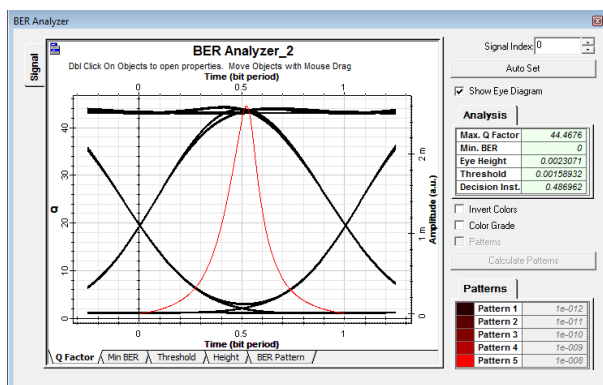 BER Analyzer
Signal
BER Analyzer_2
Dbl Click On Objects to open properties. Move Objects with Mouse Drag
Time (bit period)
0 0.5 1
Q
40
30
20
10
0
Amplitude (a.u.)
2 m
1 m
0
0 0.5 1
Time (bit period)
Q Factor Min BER Threshold Height BER Pattern
Signal Index: 0
Auto Set
Show Eye Diagram
Analysis
Max. Q Factor 44.4676
Min. BER 0
Eye Height 0.0023071
Threshold 0.00158932
Decision Inst. 0.486962
Invert Colors
Color Grade
Patterns
Calculate Patterns
Patterns
Pattern 1 1e-012
Pattern 2 1e-011
Pattern 3 1e-010
Pattern 4 1e-009
Pattern 5 1e-008